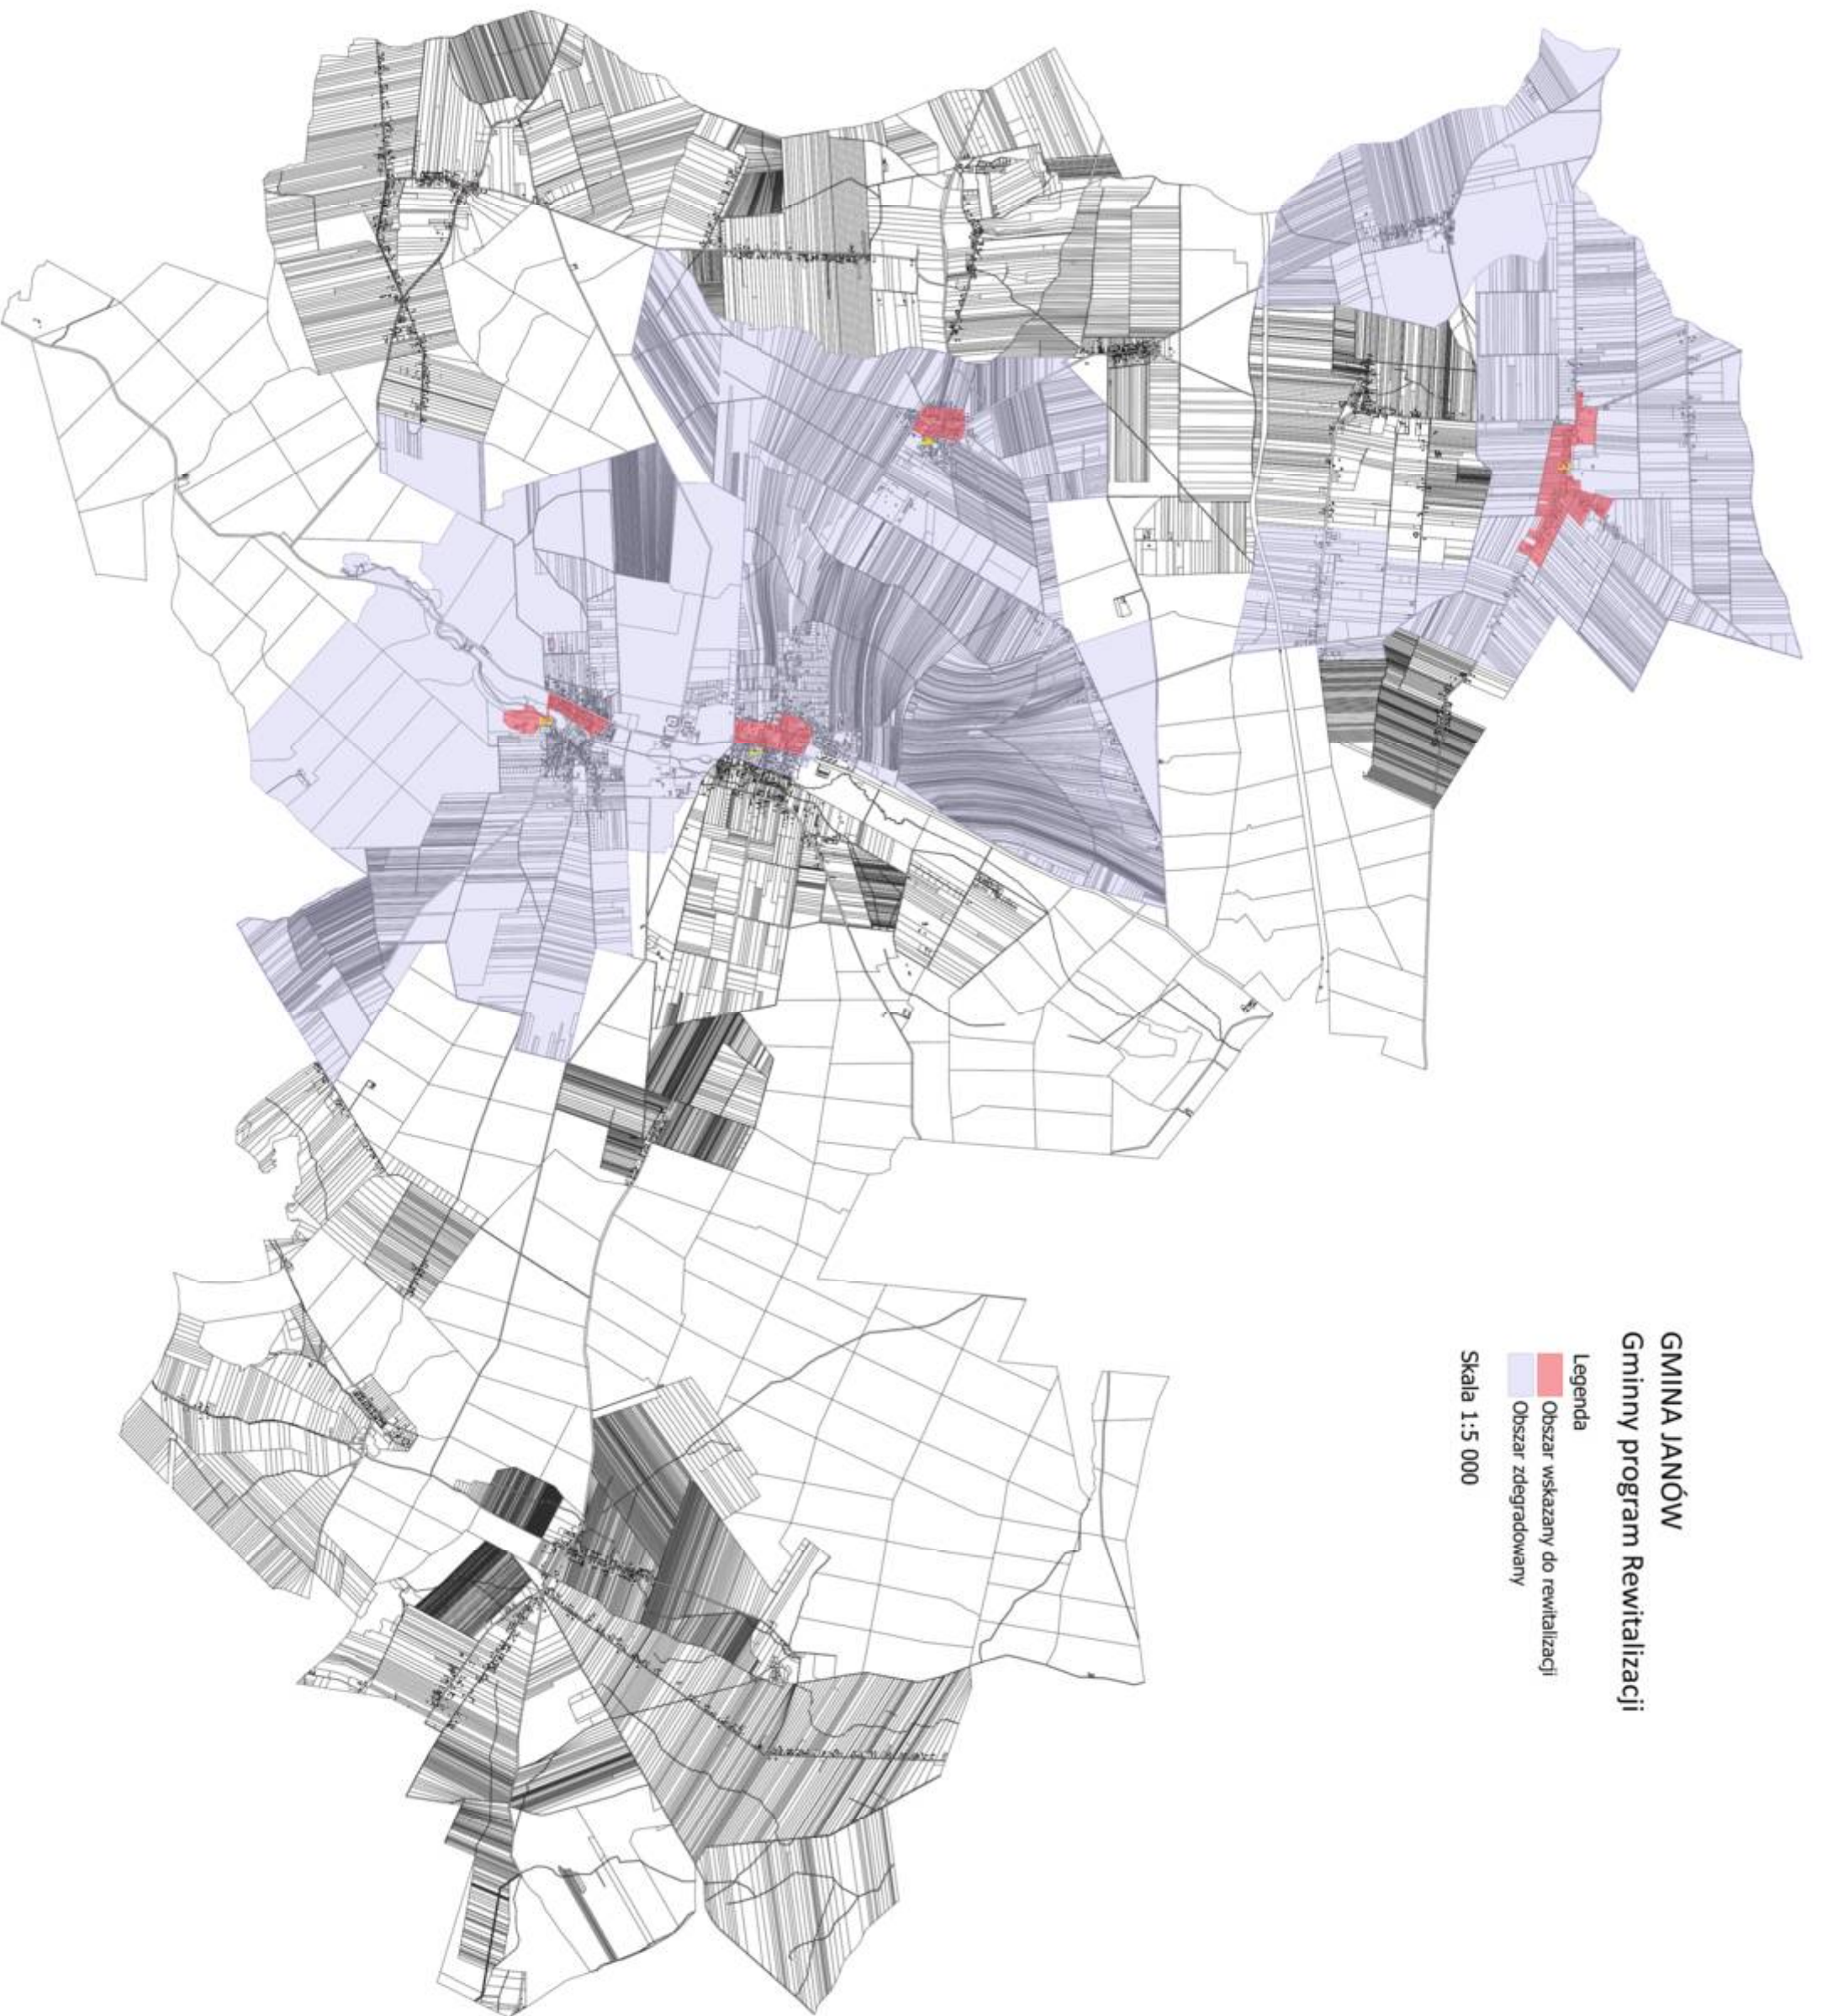 GMINA JANÓW
Gminny program Rewitalizacji
Legenda
Obszar wskazany do rewitalizacji
Obszar zdegradowany
Skala 1:5 000